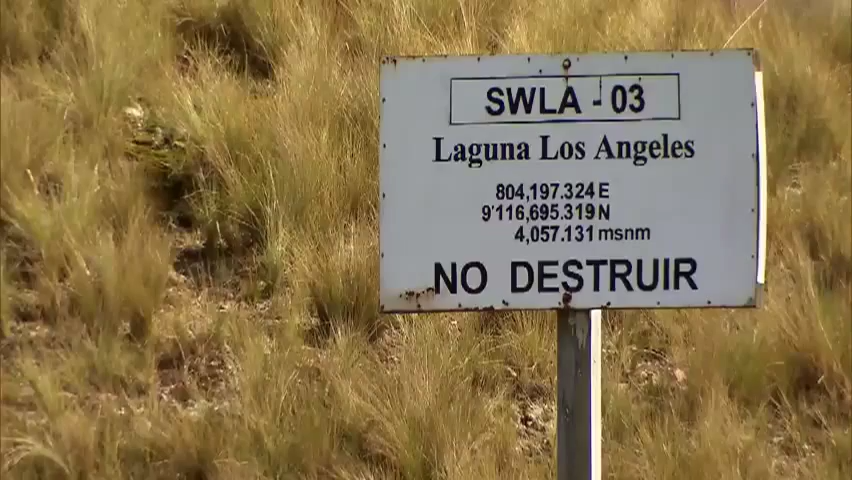 SWLA - 03
Laguna Los Angeles
804,197.324 E
9'116,695.319 N
4,057.131 msnm
NO DESTRUIR